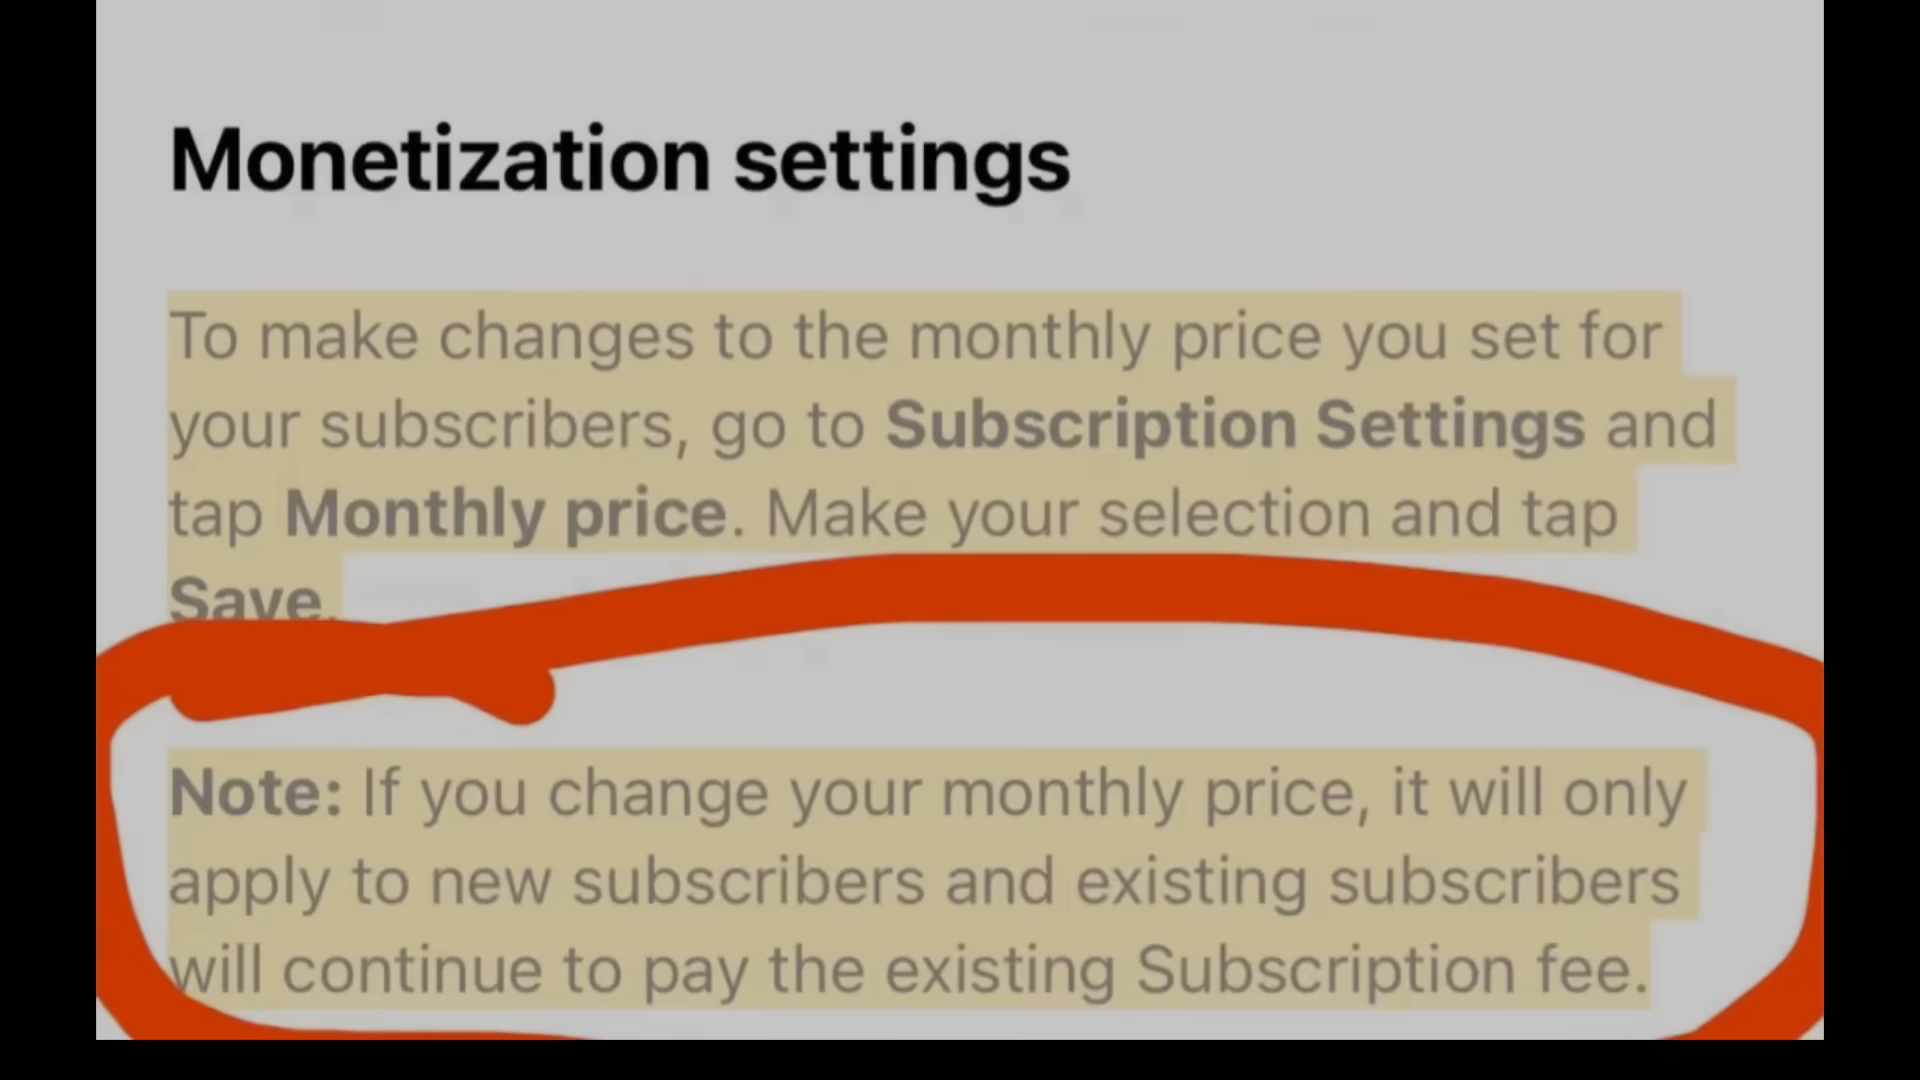 Monetization settings
To make changes to the monthly price you set for
your subscribers, go to Subscription Settings and
tap Monthly price. Make your selection and tap
Save.
Note: If you change your monthly price, it will only
apply to new subscribers and existing subscribers
will continue to pay the existing Subscription fee.